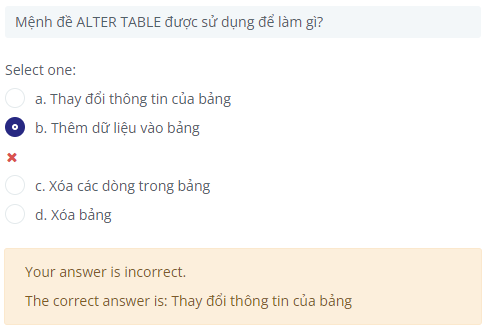 Mệnh đề ALTER TABLE được sử dụng để làm gì?
Select one:
a. Thay đổi thông tin của bảng
b. Thêm dữ liệu vào bảng
c. Xóa các dòng trong bảng
d. Xóa bảng
Your answer is incorrect.
The correct answer is: Thay đổi thông tin của bảng